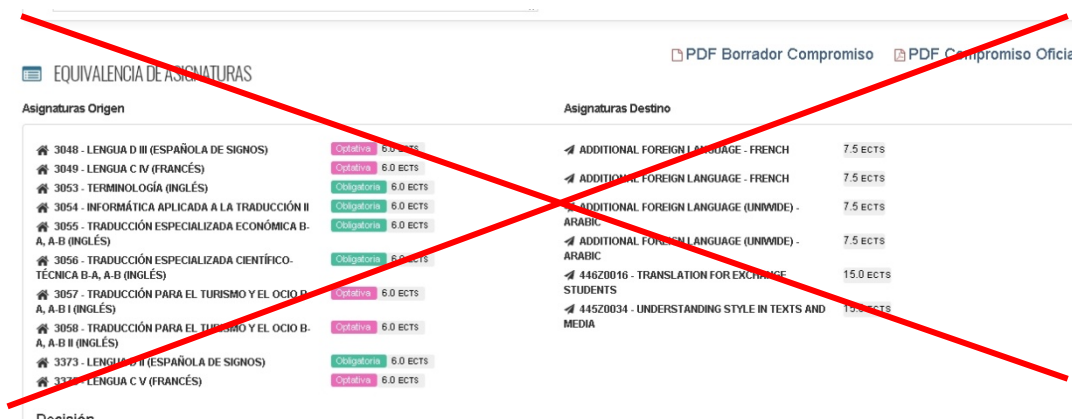 PDF Borrador Compromiso PDF Compromiso Oficia
EQUIVALENCIA DE ASIGNATURAS
Asignaturas Origen
Asignaturas Destino
3048 - LENGUA D III (ESPAÑOLA DE SIGNOS) Optativa 6.0 ECTS
3049 - LENGUA C IV (FRANCÉS) Optativa 6.0 ECTS
3053 - TERMINOLOGÍA (INGLÉS) Obligatoria 6.0 ECTS
3054 - INFORMÁTICA APLICADA A LA TRADUCCIÓN II Obligatoria 6.0 ECTS
3055 - TRADUCCIÓN ESPECIALIZADA ECONÓMICA B-
A, A-B (INGLÉS) Obligatoria 6.0 ECTS
3056 - TRADUCCIÓN ESPECIALIZADA CIENTÍFICO-
TÉCNICA B-A, A-B (INGLÉS) Obligatoria 6.0 ECTS
3057 - TRADUCCIÓN PARA EL TURISMO Y EL OCIO B-
A, A-B I (INGLÉS) Optativa 6.0 ECTS
3058 - TRADUCCIÓN PARA EL TURISMO Y EL OCIO B-
A, A-B II (INGLÉS) Optativa 6.0 ECTS
3373 - LENGUA D II (ESPAÑOLA DE SIGNOS) Obligatoria 6.0 ECTS
LENGUA C V (FRANCÉS) Optativa 6.0 ECTS
ADDITIONAL FOREIGN LANGUAGE - FRENCH 7.5 ECTS
ADDITIONAL FOREIGN LANGUAGE - FRENCH 7.5 ECTS
ADDITIONAL FOREIGN LANGUAGE (UNIWIDE) -
ARABIC 7.5 ECTS
ADDITIONAL FOREIGN LANGUAGE (UNIWIDE) -
ARABIC 7.5 ECTS
446Z0016 - TRANSLATION FOR EXCHANGE
STUDENTS 15.0 ECTS
445Z0034 - UNDERSTANDING STYLE IN TEXTS AND
MEDIA 15.0 ECTS
Decisión